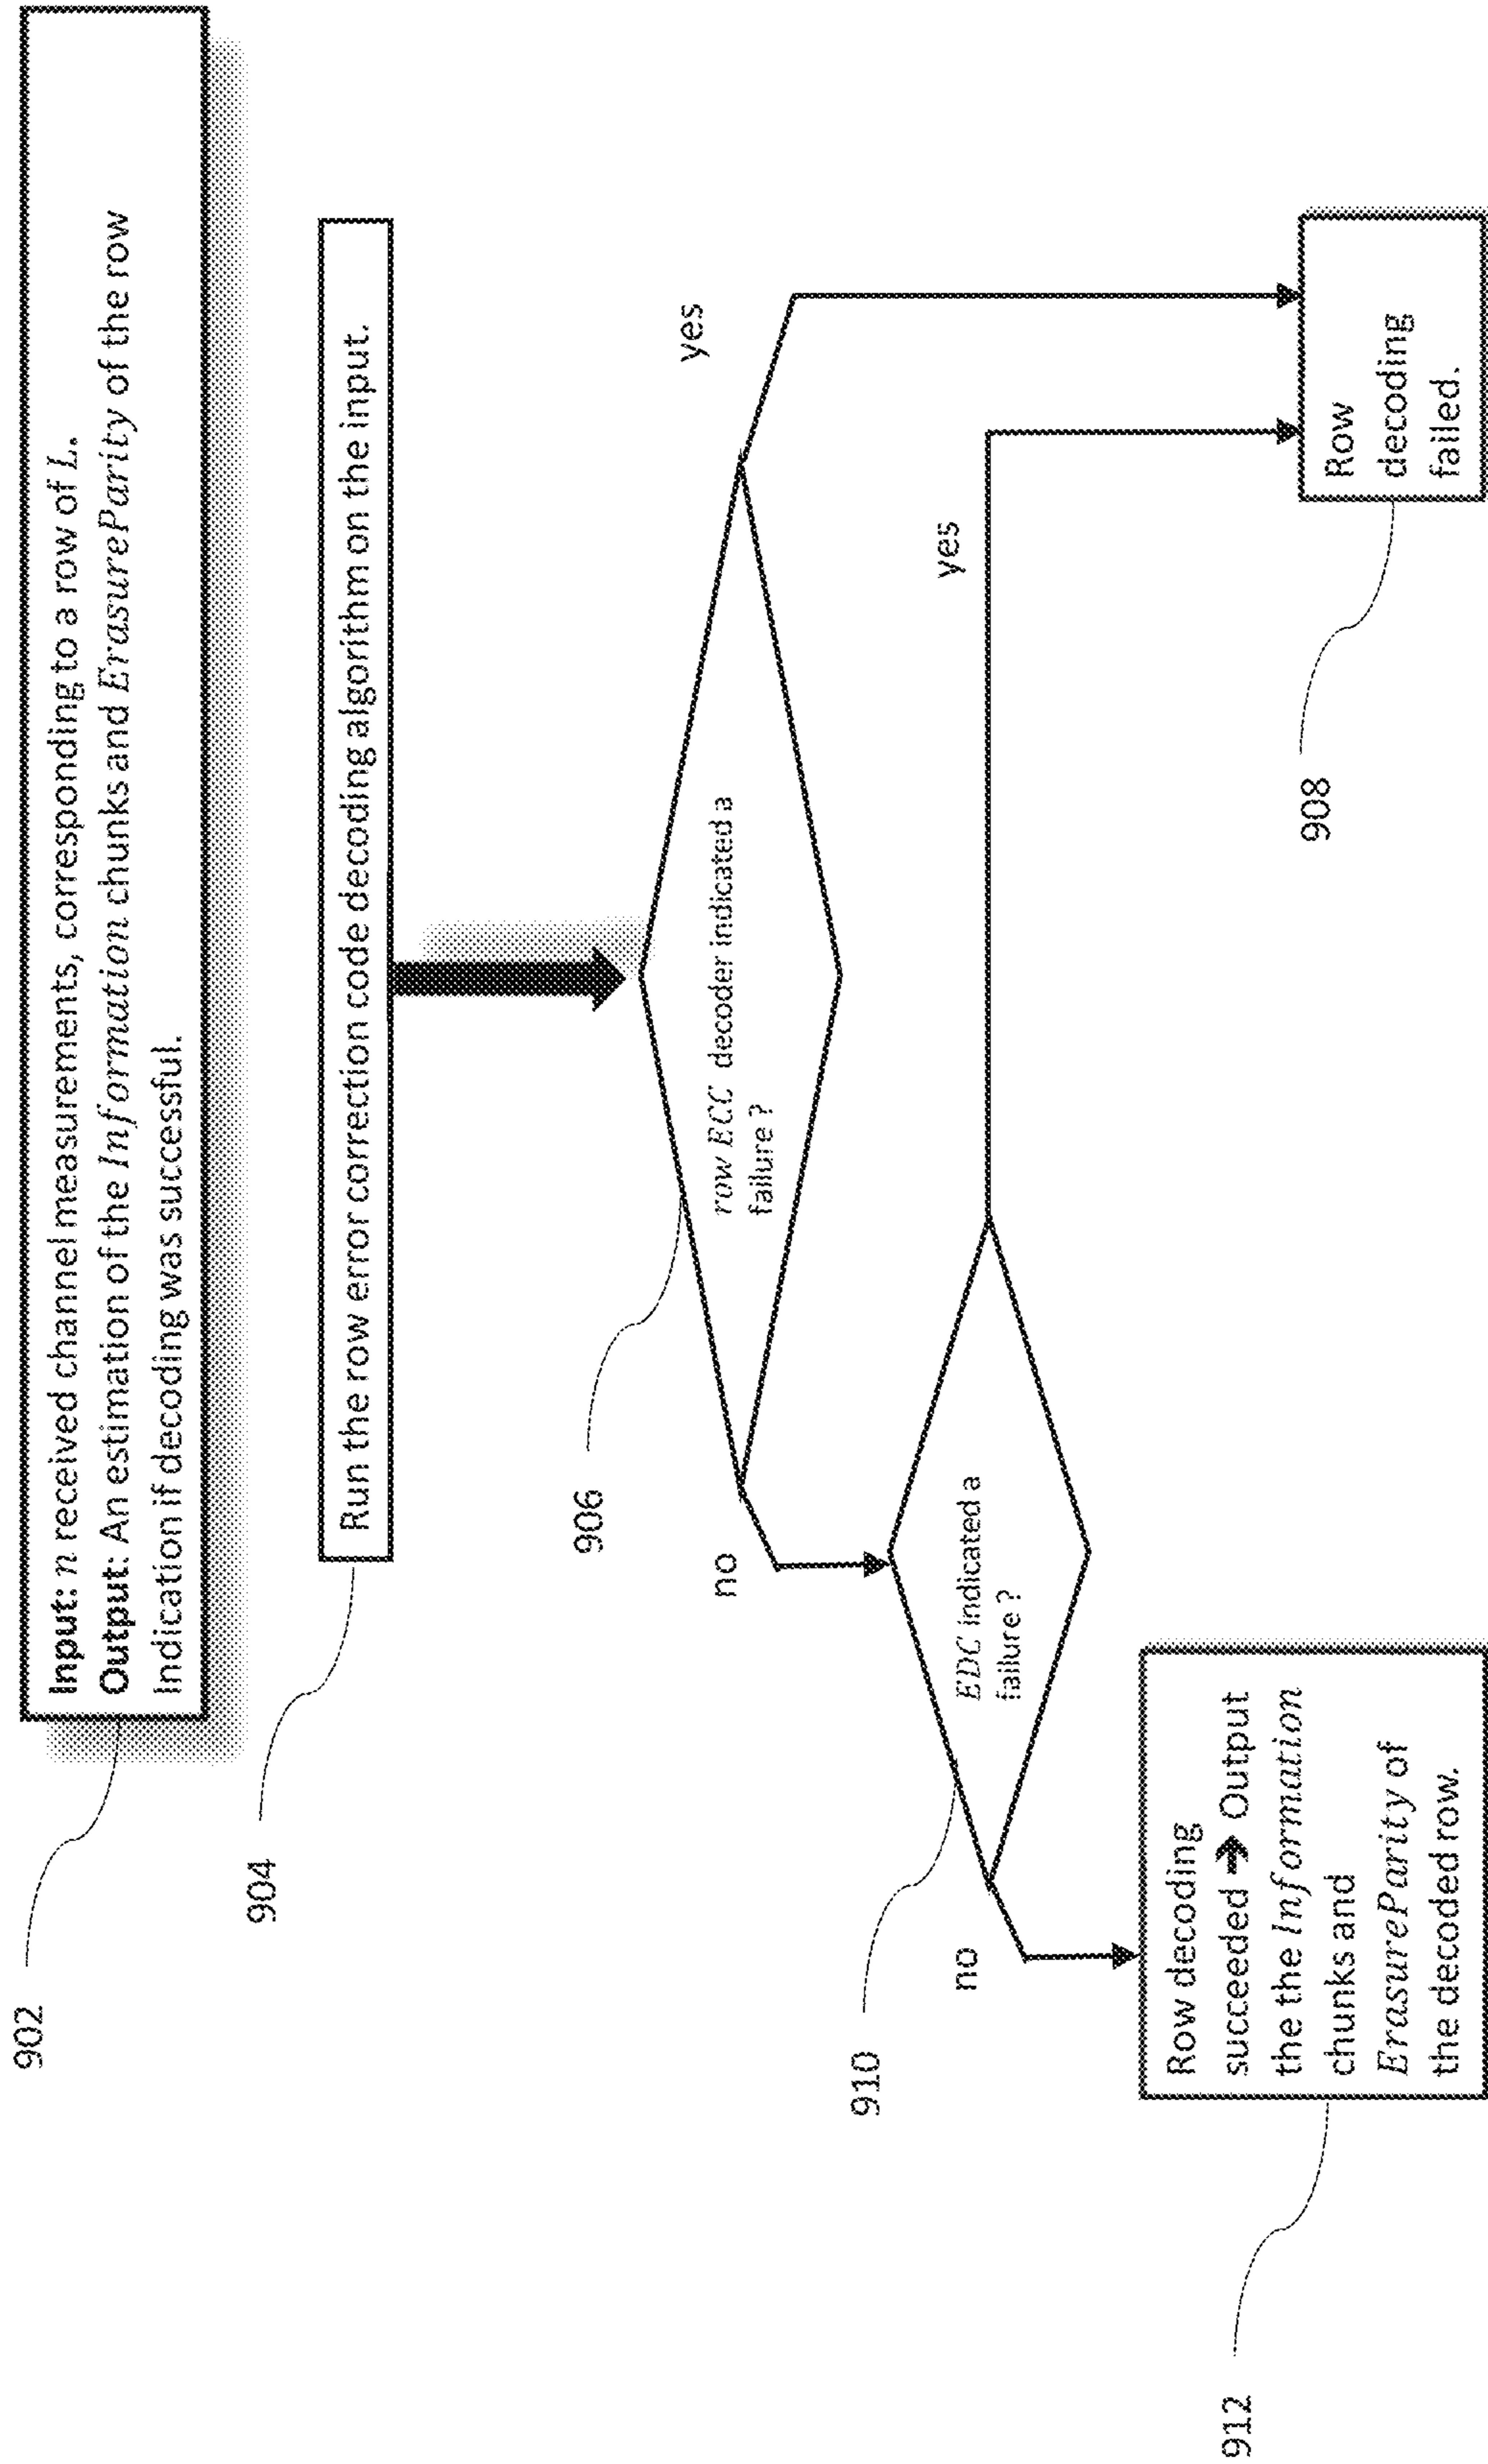 902
Input: n received channel measurements, corresponding to a row of L.
Output: An estimation of the Information chunks and ErasureParity of the row
Indication if decoding was successful.
904
Run the row error correction code decoding algorithm on the input.
906
row ECC decoder indicated a
failure ?
no
yes
910
EDC indicated a
failure ?
no
yes
912
Row decoding
succeeded ➔ Output
the the Information
chunks and
ErasureParity of
the decoded row.
908
Row
decoding
failed.